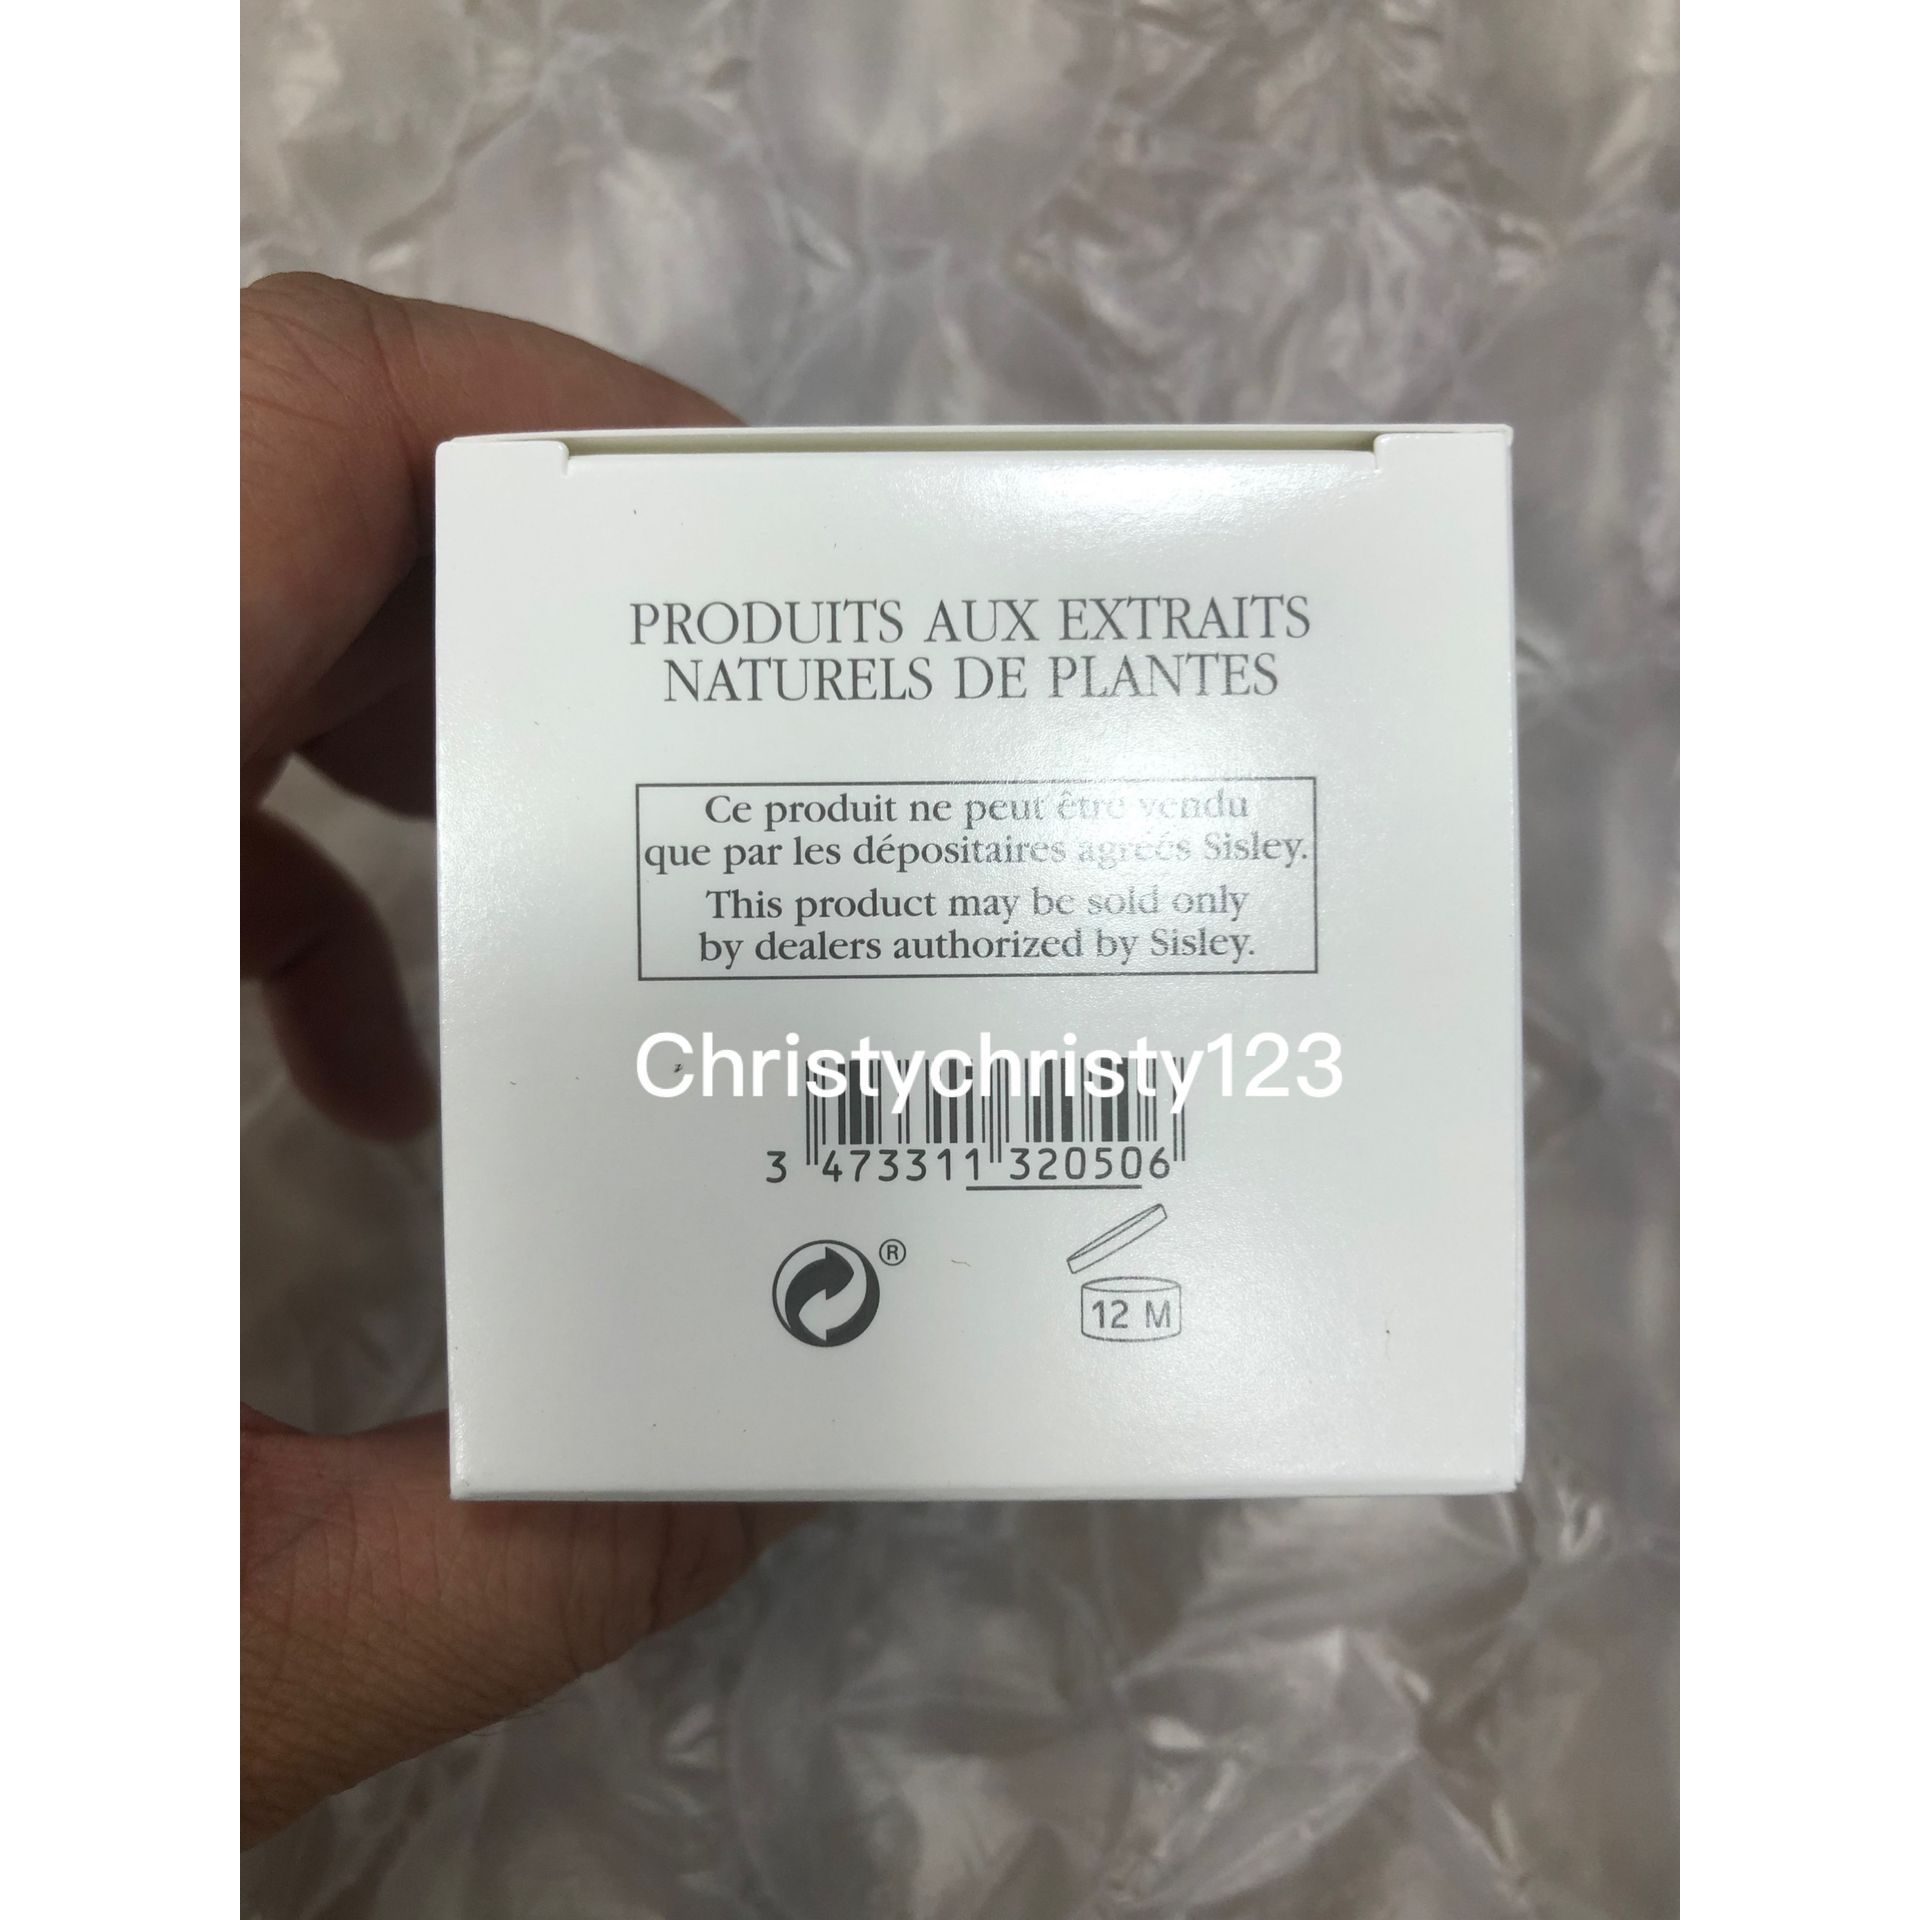 PRODUITS AUX EXTRAITS
NATURELS DE PLANTES
Ce produit ne peut être vendu
que par les dépositaires agréés Sisley.
This product may be sold only
by dealers authorized by Sisley.
Christychristy123
3 473311 320506
®
12 M